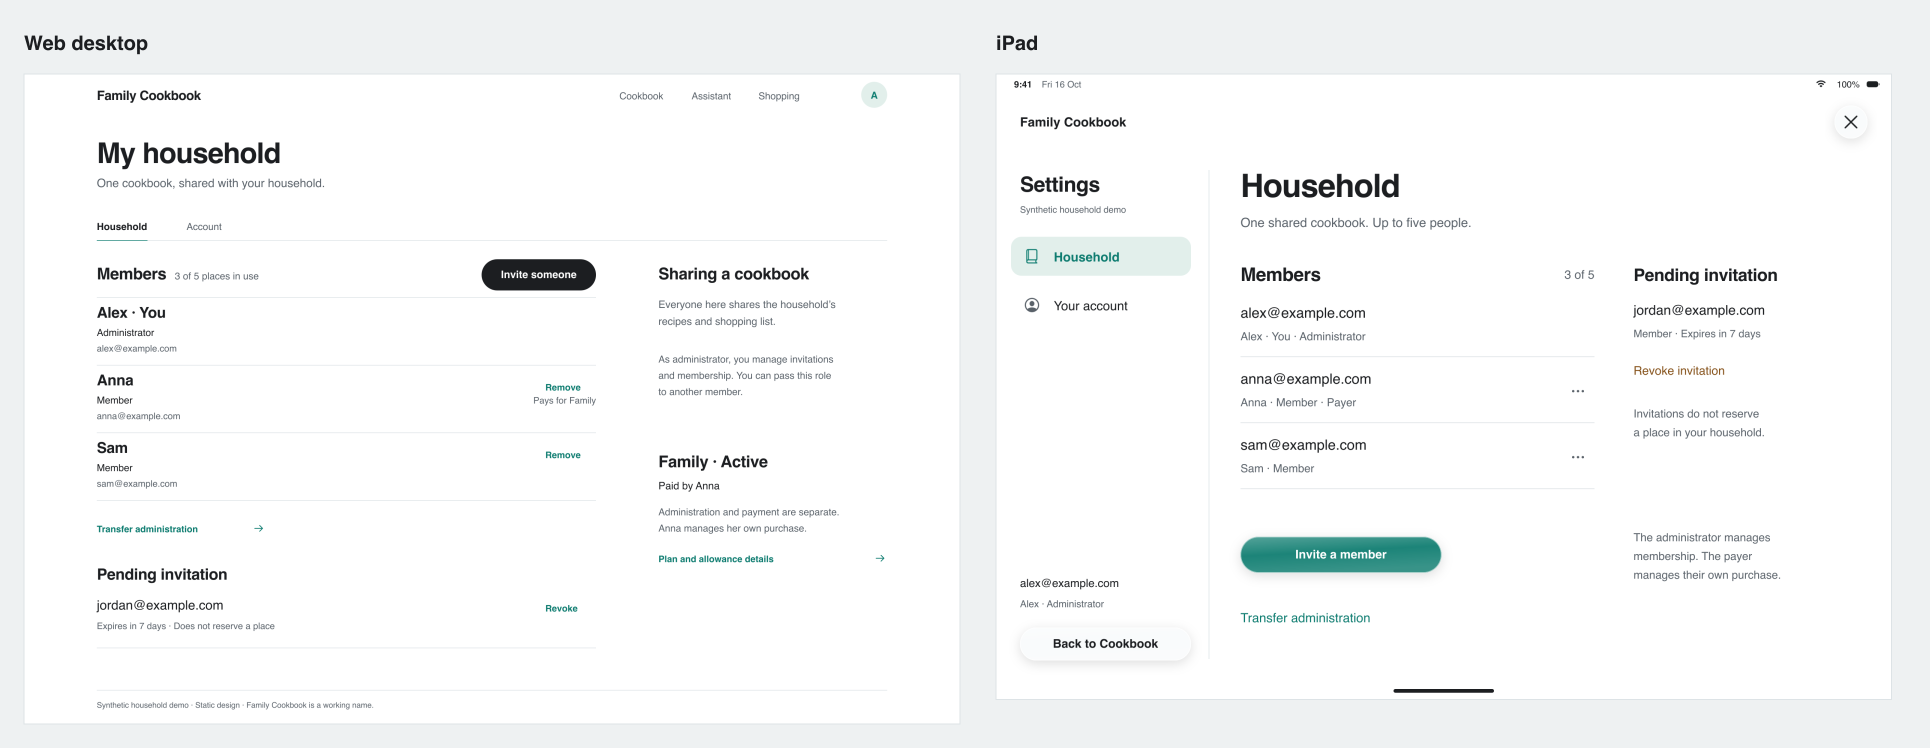 Web desktop
Family Cookbook
Cookbook
Assistant
Shopping
A
My household
One cookbook, shared with your household.
Household
Account
Members
3 of 5 places in use
Invite someone
Alex · You
Administrator
alex@example.com
Anna
Member
anna@example.com
Remove
Pays for Family
Sam
Member
sam@example.com
Remove
Transfer administration
Pending invitation
jordan@example.com
Expires in 7 days · Does not reserve a place
Revoke
Sharing a cookbook
Everyone here shares the household's
recipes and shopping list.
As administrator, you manage invitations
and membership. You can pass this role
to another member.
Family · Active
Paid by Anna
Administration and payment are separate.
Anna manages her own purchase.
Plan and allowance details
Synthetic household demo · Static design · Family Cookbook is a working name.
iPad
9:41 Fri 16 Oct
100%
Family Cookbook
Settings
Synthetic household demo
Household
Your account
alex@example.com
Alex · Administrator
Back to Cookbook
Household
One shared cookbook. Up to five people.
Members
3 of 5
alex@example.com
Alex · You · Administrator
anna@example.com
Anna · Member · Payer
sam@example.com
Sam · Member
Invite a member
Transfer administration
Pending invitation
jordan@example.com
Member · Expires in 7 days
Revoke invitation
Invitations do not reserve
a place in your household.
The administrator manages
membership. The payer
manages their own purchase.